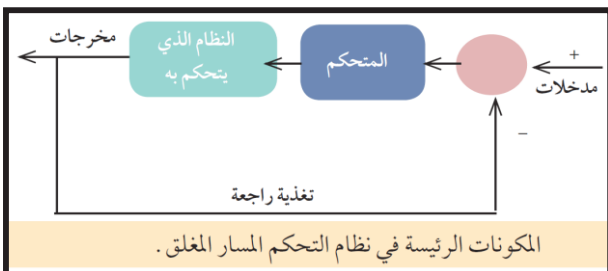 +
مدخلات
المتحكم
النظام الذي
يتحكم به
مخرجات
–
تغذية راجعة
المكونات الرئيسة في نظام التحكم المسار المغلق .